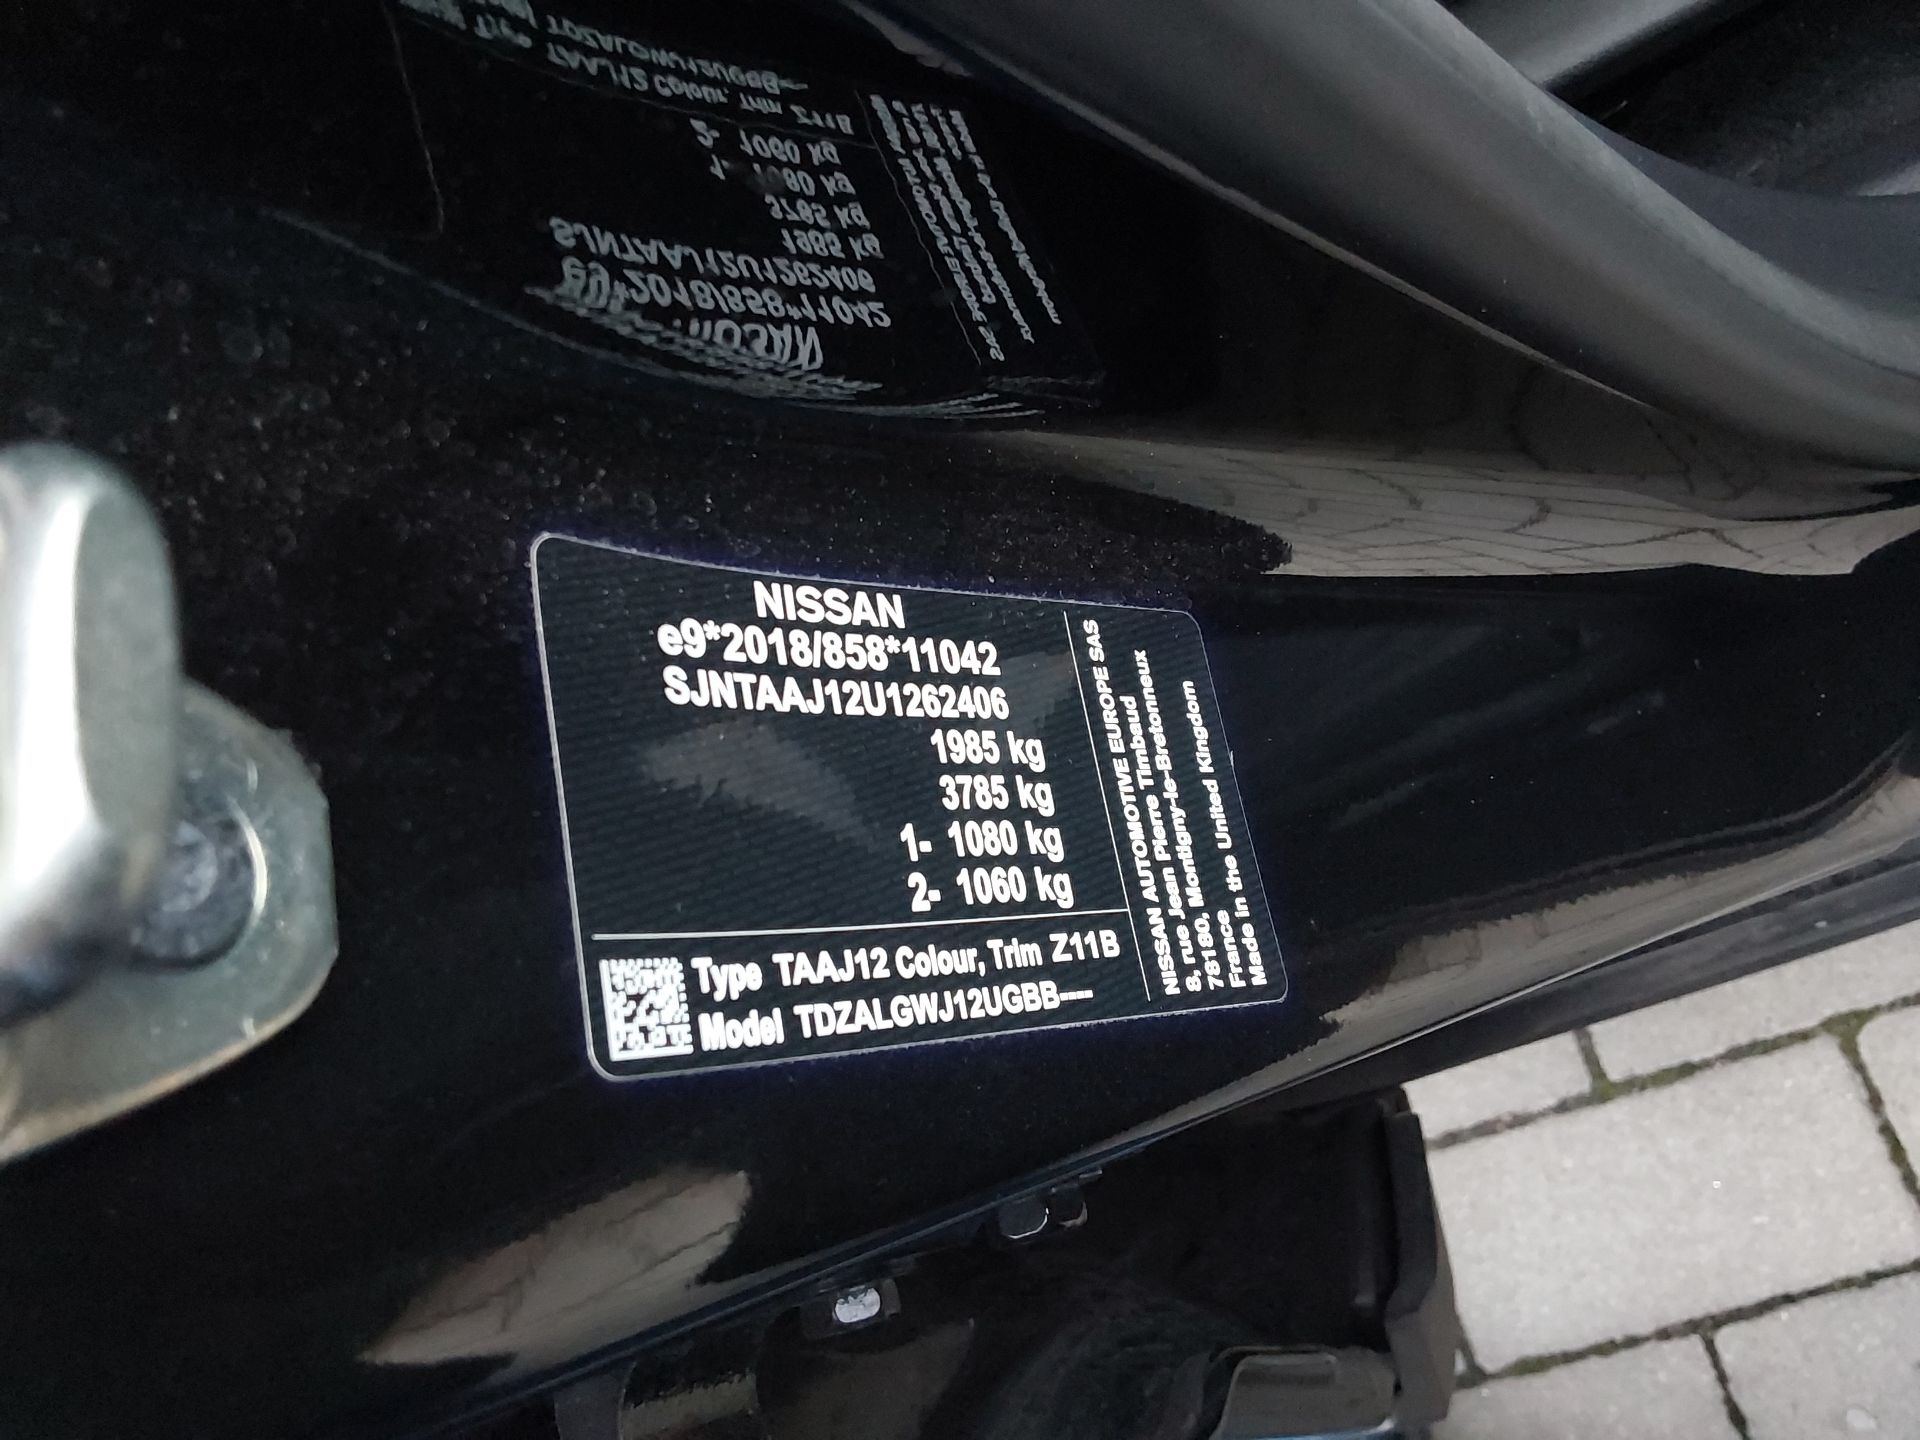 NISSAN
e9*2018/858*11042
SJNTAAJ12U1262406
1985 kg
3785 kg
1- 1080 kg
2- 1060 kg
Type TAAJ12 Colour, Trim Z11B
Model TDZALGWJ12UGBB----
NISSAN AUTOMOTIVE EUROPE SAS
8, rue Jean Pierre Timbaud
78180, Montigny-le-Bretonneux
France
Made in the United Kingdom